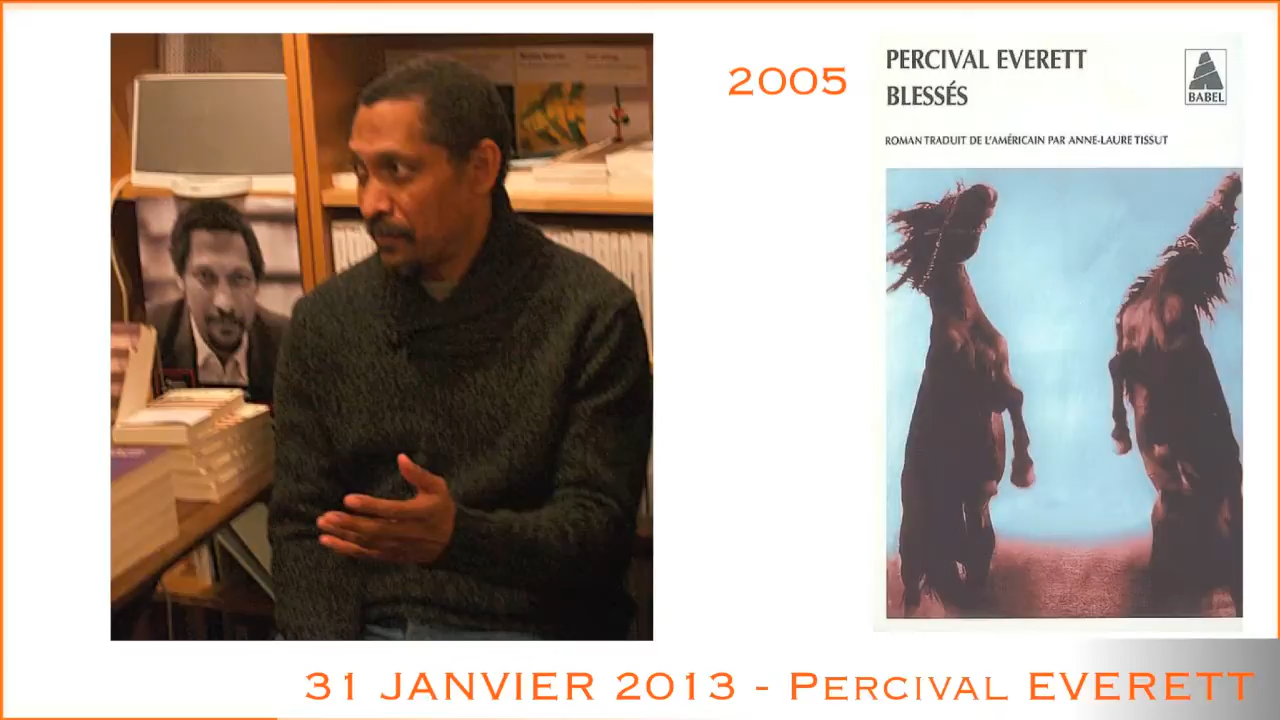 2005
PERCIVAL EVERETT
BLESSÉS
BABEL
ROMAN TRADUIT DE L'AMÉRICAIN PAR ANNE-LAURE TISSUT
31 JANVIER 2013 - PERCIVAL EVERETT